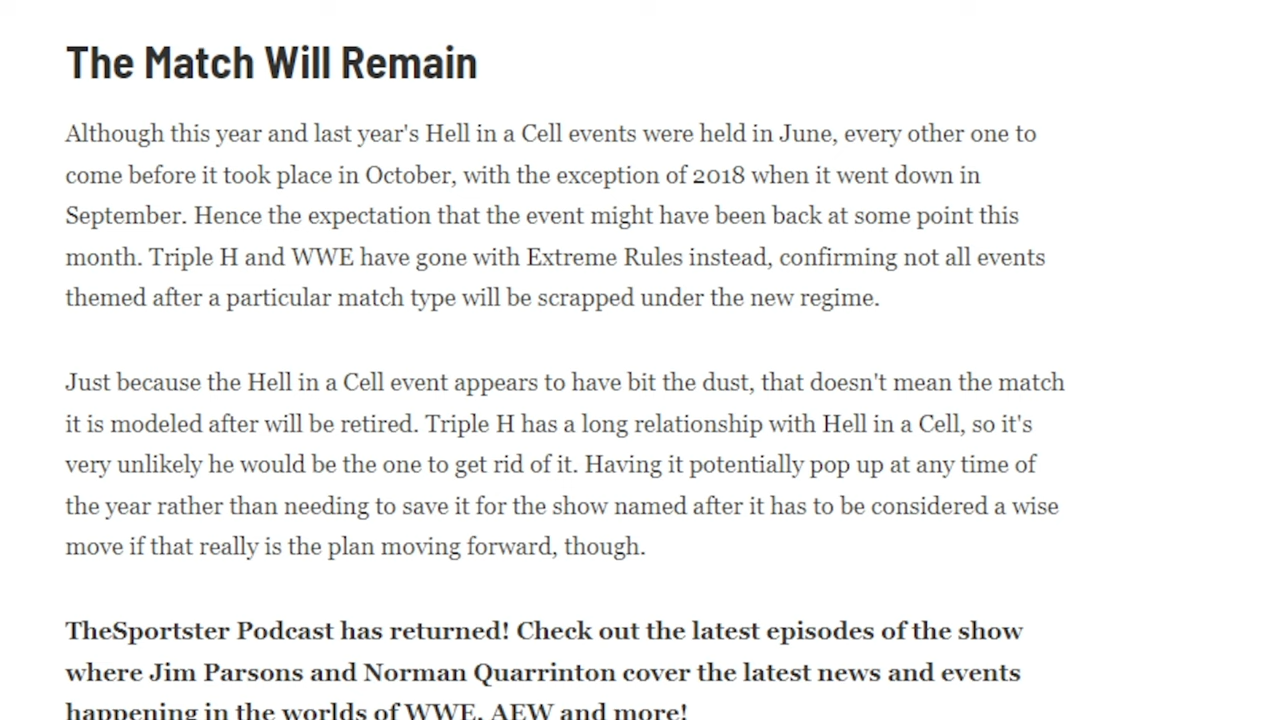 The Match Will Remain
Although this year and last year's Hell in a Cell events were held in June, every other one to
come before it took place in October, with the exception of 2018 when it went down in
September. Hence the expectation that the event might have been back at some point this
month. Triple H and WWE have gone with Extreme Rules instead, confirming not all events
themed after a particular match type will be scrapped under the new regime.
Just because the Hell in a Cell event appears to have bit the dust, that doesn't mean the match
it is modeled after will be retired. Triple H has a long relationship with Hell in a Cell, so it's
very unlikely he would be the one to get rid of it. Having it potentially pop up at any time of
the year rather than needing to save it for the show named after it has to be considered a wise
move if that really is the plan moving forward, though.
TheSportster Podcast has returned! Check out the latest episodes of the show
where Jim Parsons and Norman Quarrinton cover the latest news and events
happening in the worlds of WWE, AEW and more!